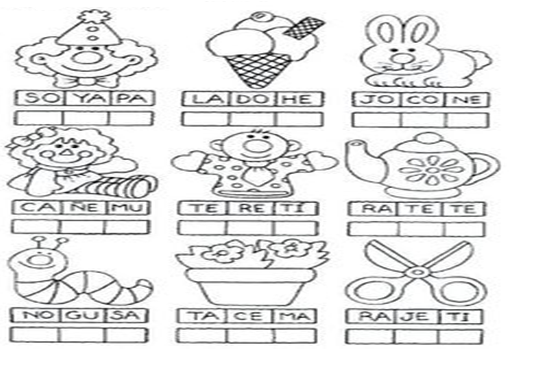 SO YA PA
LA DO HE
JO CO NE
CA ÑE MU
TE RE TÍ
RA TE TE
NO GU SA
TA CE MA
RA JE TI